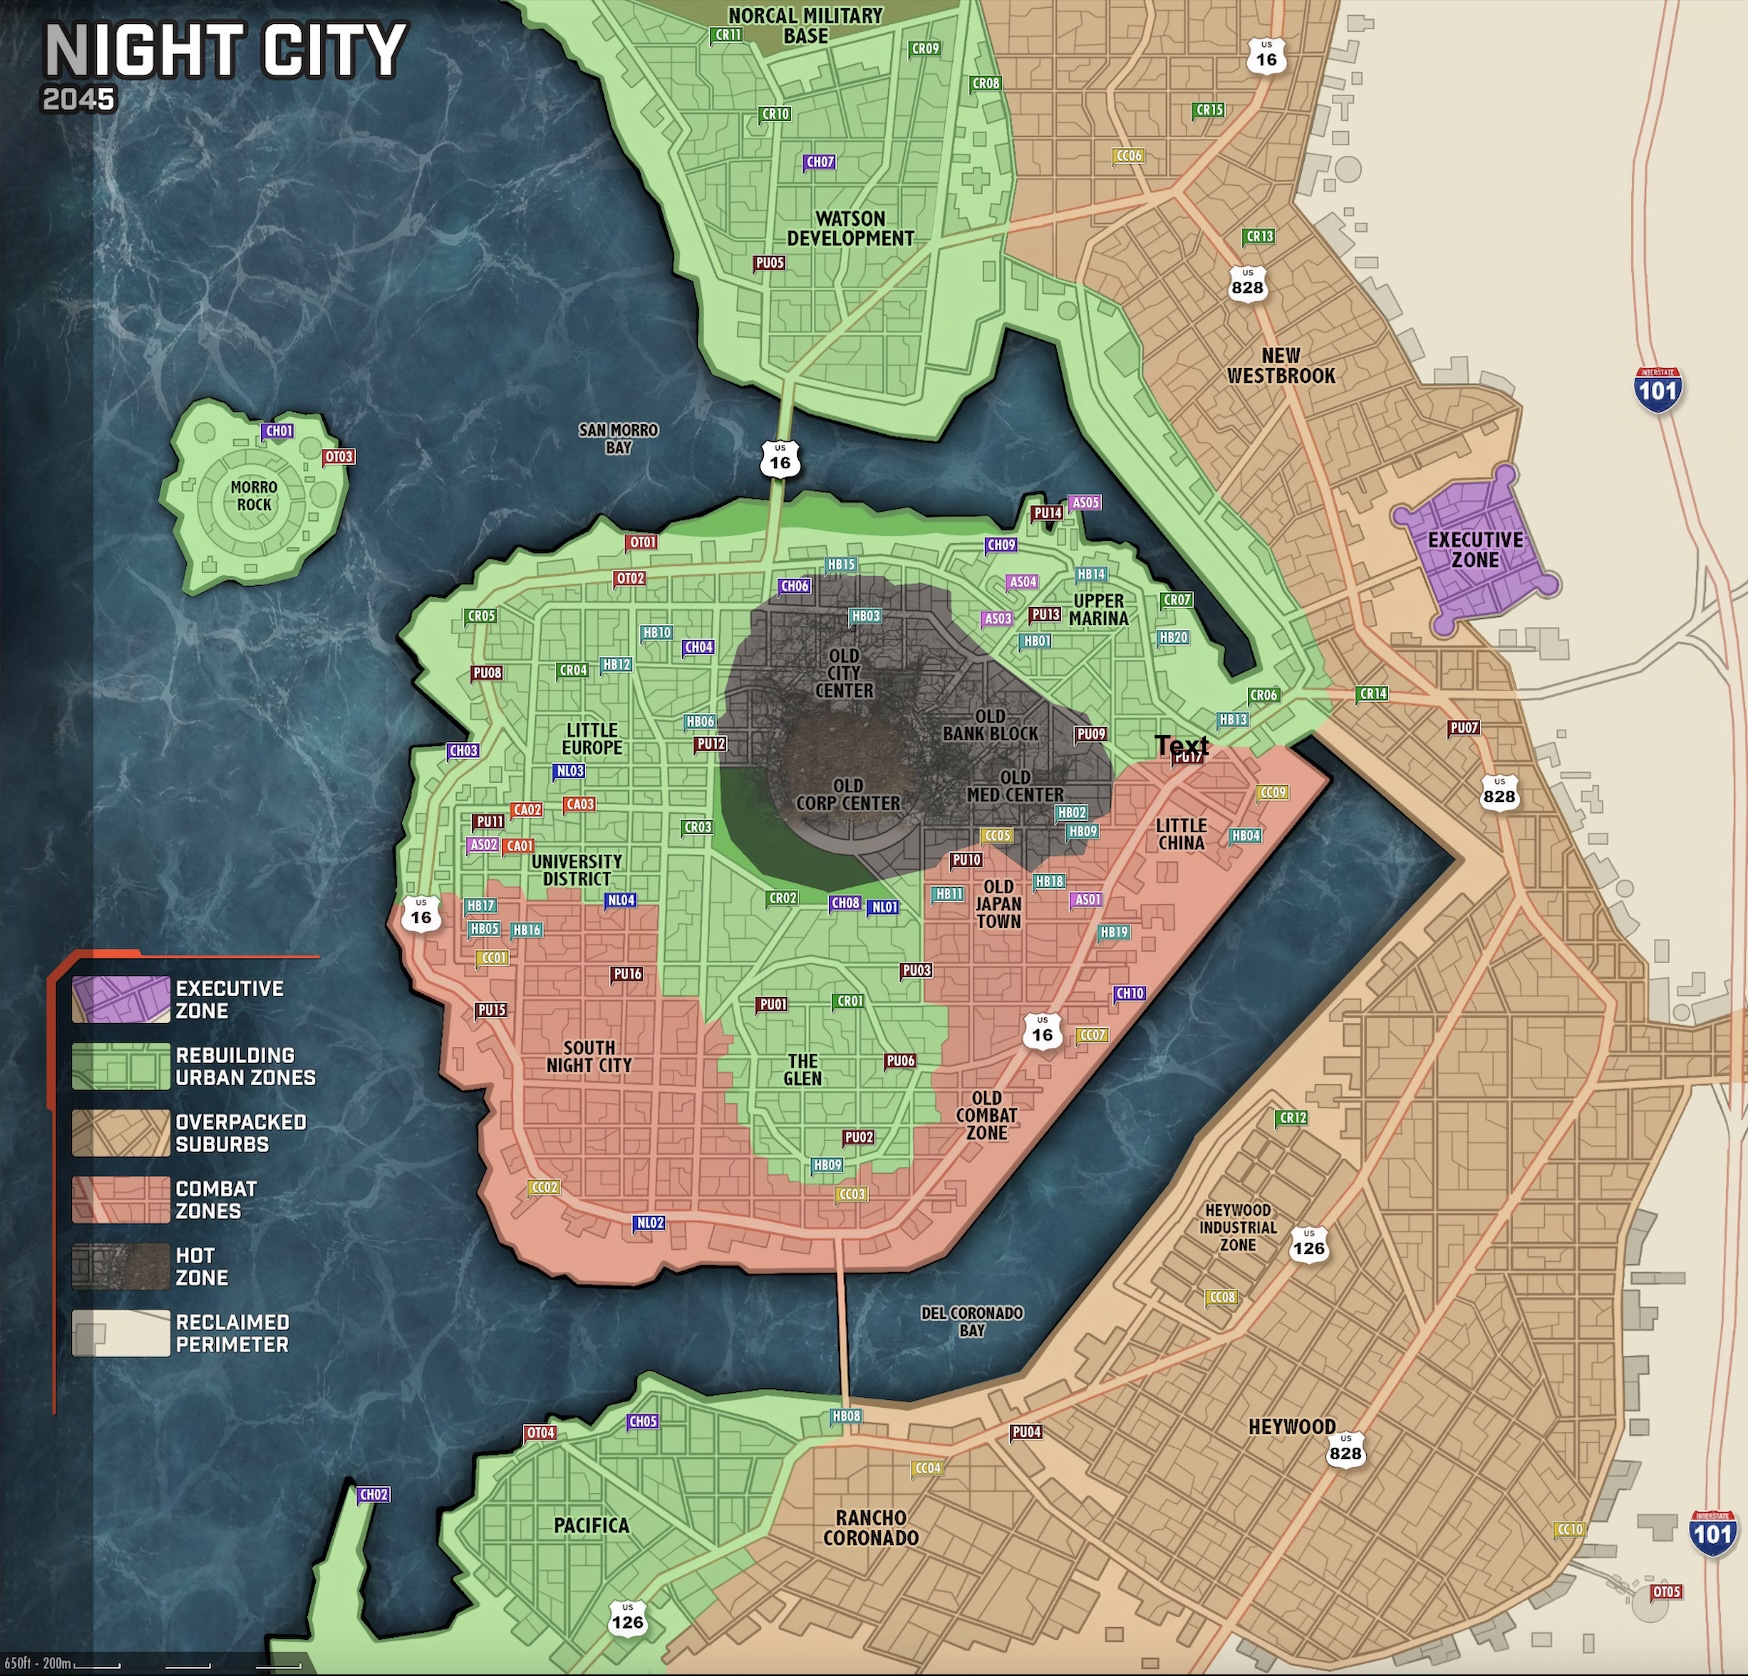 NIGHT CITY
2045
NORCAL MILITARY
BASE
CR11
CR09
CR08
US
16
CR15
CR10
CC06
CH07
WATSON
DEVELOPMENT
CR13
PU05
US
828
NEW
WESTBROOK
INTERSTATE
101
SAN MORRO
BAY
US
16
CH01
OT03
MORRO
ROCK
AS05
PU14
EXECUTIVE
ZONE
OT01
CH09
HB15
OT02
CH06
HB14
AS04
UPPER
MARINA
CR07
CR05
HB03
AS03
PU13
HB10
HB01
HB20
CH04
OLD
CITY
CENTER
CR04
HB12
PU08
CR06
CR14
HB06
HB13
PU07
LITTLE
EUROPE
OLD
BANK BLOCK
PU09
PU12
Text
PU17
CH03
NL03
OLD
CORP CENTER
OLD
MED CENTER
CC09
US
828
CA02
CA03
HB02
PU11
CR03
CC05
HB09
LITTLE
CHINA
HB04
AS02
CA01
UNIVERSITY
DISTRICT
PU10
HB18
OLD
JAPAN
TOWN
HB11
CR02
CH08
NL01
NL04
AS01
US
16
HB17
HB05
HB16
HB19
CC01
PU16
PU03
CH10
PU15
PU01
CR01
US
16
CC07
SOUTH
NIGHT CITY
THE
GLEN
PU06
OLD
COMBAT
ZONE
CR12
PU02
HB09
CC02
CC03
NL02
HEYWOOD
INDUSTRIAL
ZONE
US
126
CC08
DEL CORONADO
BAY
EXECUTIVE
ZONE
REBUILDING
URBAN ZONES
OVERPACKED
SUBURBS
COMBAT
ZONES
HOT
ZONE
RECLAIMED
PERIMETER
HB08
CH05
OT04
PU04
HEYWOOD
US
828
CC04
CH02
PACIFICA
RANCHO
CORONADO
CC10
INTERSTATE
101
OT05
US
126
650ft - 200m